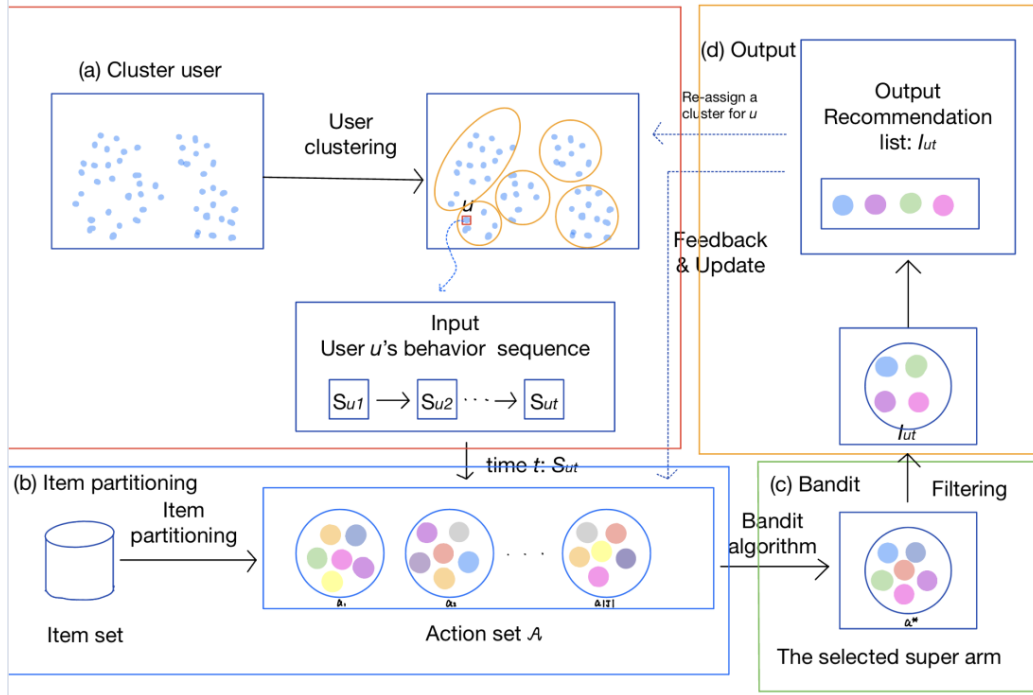 (a) Cluster user
User
clustering
u
Input
User u's behavior sequence
Su1
Su2
. . .
Sut
time t: Sut
(b) Item partitioning
Item
partitioning
Item set
a₁
a₂
. . .
a|J|
Action set 𝒜
Bandit
algorithm
(c) Bandit
Filtering
a*
The selected super arm
Iut
(d) Output
Output
Recommendation
list: Iut
Re-assign a
cluster for u
Feedback
& Update